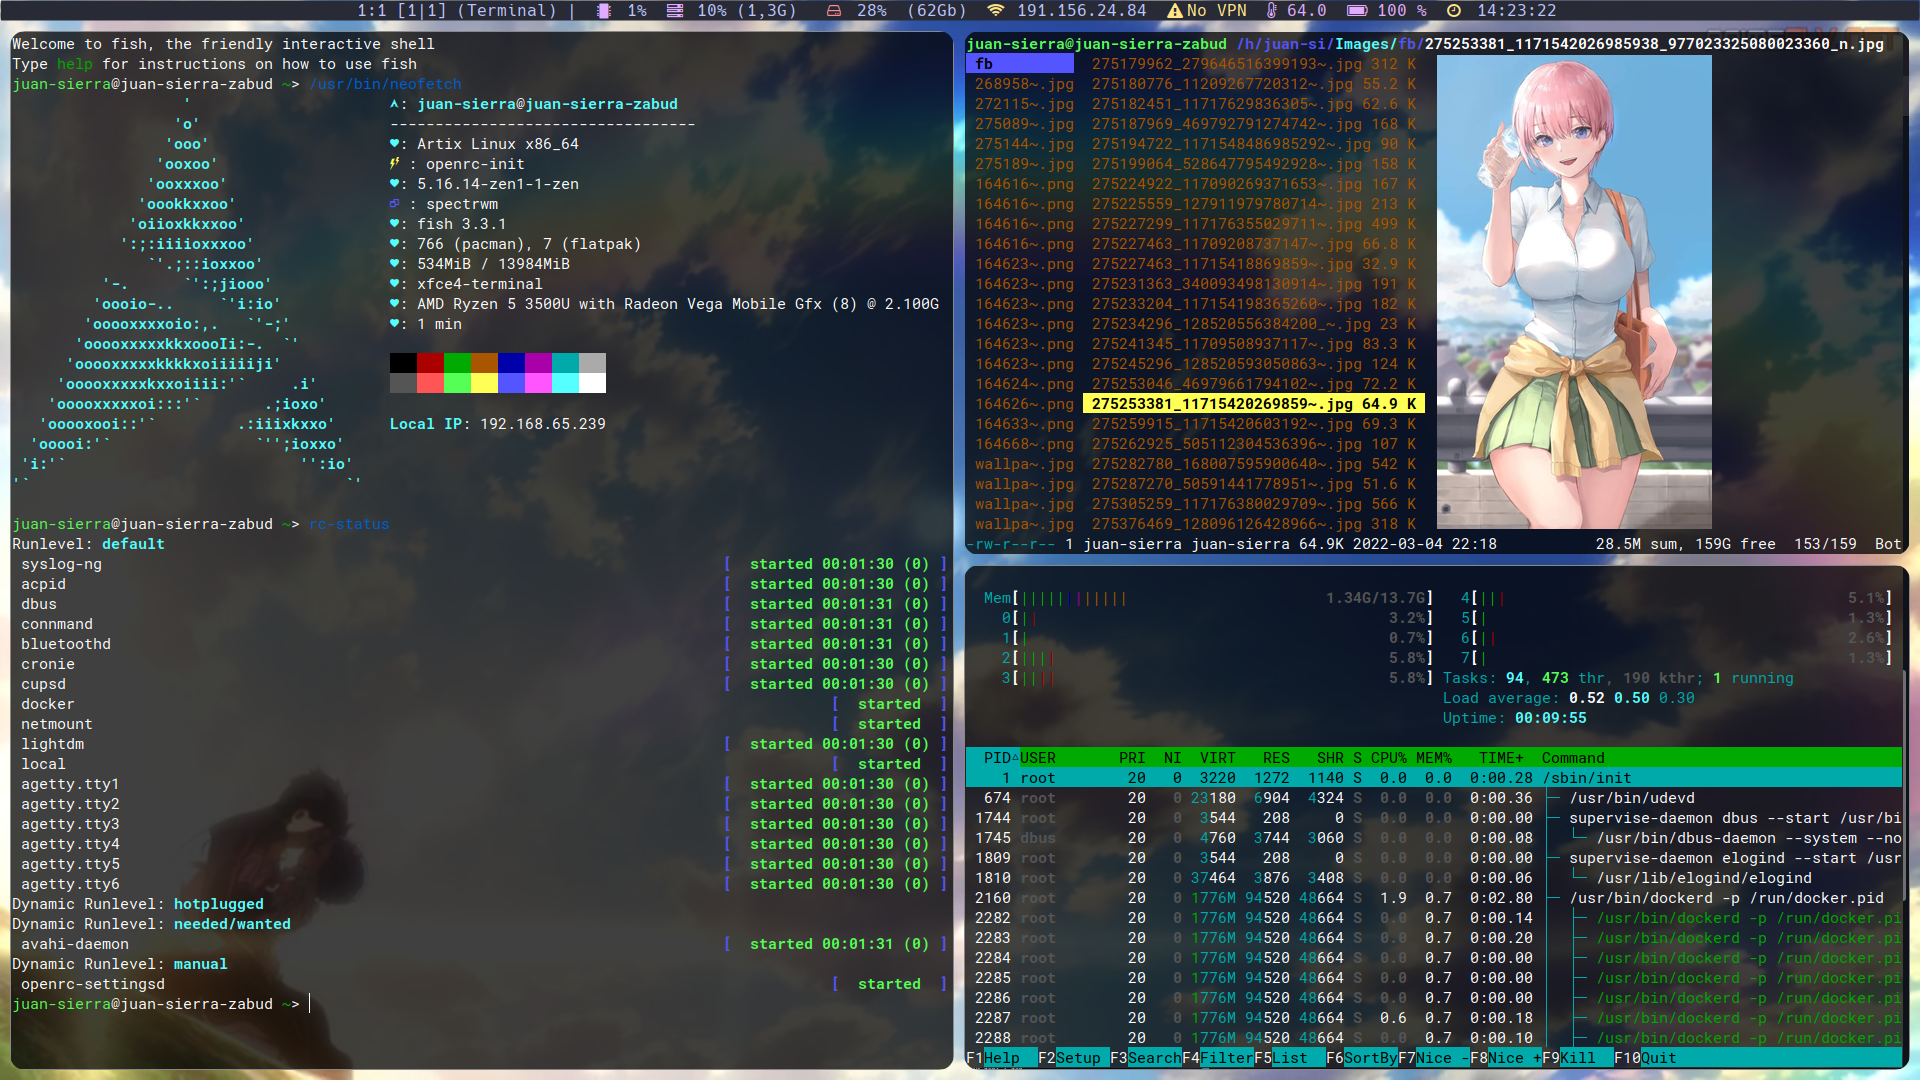 1:1 [1|1] (Terminal) | 1% 10% (1,3G) 28% (62Gb) 191.156.24.84 No VPN 64.0 100 % 14:23:22
Welcome to fish, the friendly interactive shell
Type help for instructions on how to use fish
juan-sierra@juan-sierra-zabud ~> /usr/bin/neofetch
'
'o'
'ooo'
'ooxoo'
'ooxxxoo'
'oookkxxoo'
'oiioxkkxxoo'
':;:iiiioxxxoo'
`'.;::ioxxoo'
'-. `':;jiooo'
'oooio-.. `'i:io'
'ooooxxxxoio:,. `'-;'
'ooooxxxxxkkxoooIi:-. `'
'ooooxxxxxkkkkxoiiiiiji'
'ooooxxxxxkxxoiiii:'` .i'
'ooooxxxxxoi:::'` .;ioxo'
'ooooxooi::'` .:iiixkxxo'
'ooooi:'` `'';ioxxo'
'i:'` '':io'
'` `'
juan-sierra@juan-sierra-zabud
----------------------------------
: Artix Linux x86_64
: openrc-init
: 5.16.14-zen1-1-zen
: spectrwm
: fish 3.3.1
: 766 (pacman), 7 (flatpak)
: 534MiB / 13984MiB
: xfce4-terminal
: AMD Ryzen 5 3500U with Radeon Vega Mobile Gfx (8) @ 2.100G
: 1 min
Local IP: 192.168.65.239
juan-sierra@juan-sierra-zabud ~> rc-status
Runlevel: default
syslog-ng [ started 00:01:30 (0) ]
acpid [ started 00:01:30 (0) ]
dbus [ started 00:01:31 (0) ]
connmand [ started 00:01:31 (0) ]
bluetoothd [ started 00:01:31 (0) ]
cronie [ started 00:01:30 (0) ]
cupsd [ started 00:01:30 (0) ]
docker [ started ]
netmount [ started ]
lightdm [ started 00:01:30 (0) ]
local [ started ]
agetty.tty1 [ started 00:01:30 (0) ]
agetty.tty2 [ started 00:01:30 (0) ]
agetty.tty3 [ started 00:01:30 (0) ]
agetty.tty4 [ started 00:01:30 (0) ]
agetty.tty5 [ started 00:01:30 (0) ]
agetty.tty6 [ started 00:01:30 (0) ]
Dynamic Runlevel: hotplugged
Dynamic Runlevel: needed/wanted
avahi-daemon [ started 00:01:31 (0) ]
Dynamic Runlevel: manual
openrc-settingsd [ started ]
juan-sierra@juan-sierra-zabud ~>
juan-sierra@juan-sierra-zabud /h/juan-si/Images/fb/275253381_1171542026985938_977023325080023360_n.jpg
fb 275179962_279646516399193~.jpg 312 K
268958~.jpg 275180776_11209267720312~.jpg 55.2 K
272115~.jpg 275182451_11717629836305~.jpg 62.6 K
275089~.jpg 275187969_469792791274742~.jpg 168 K
275144~.jpg 275194722_1171548486985292~.jpg 90 K
275189~.jpg 275199064_528647795492928~.jpg 158 K
164616~.png 275224922_117090269371653~.jpg 167 K
164616~.png 275225559_127911979780714~.jpg 213 K
164616~.png 275227299_117176355029711~.jpg 499 K
164616~.png 275227463_11709208737147~.jpg 66.8 K
164623~.png 275227463_11715418869859~.jpg 32.9 K
164623~.png 275231363_340093498130914~.jpg 191 K
164623~.png 275233204_117154198365260~.jpg 182 K
164623~.png 275234296_128520556384200_~.jpg 23 K
164623~.png 275241345_11709508937117~.jpg 83.3 K
164623~.png 275245296_128520593050863~.jpg 124 K
164624~.png 275253046_46979661794102~.jpg 72.2 K
164626~.png 275253381_11715420269859~.jpg 64.9 K
164633~.png 275259915_11715420603192~.jpg 69.3 K
164668~.png 275262925_505112304536396~.jpg 107 K
wallpa~.jpg 275282780_168007595900640~.jpg 542 K
wallpa~.jpg 275287270_50591441778951~.jpg 51.6 K
wallpa~.jpg 275305259_117176380029709~.jpg 566 K
wallpa~.jpg 275376469_128096126428966~.jpg 318 K
-rw-r--r-- 1 juan-sierra juan-sierra 64.9K 2022-03-04 22:18 28.5M sum, 159G free 153/159 Bot
Mem[ 1.34G/13.7G] 4[ 5.1%]
0[ 3.2%] 5[ 1.3%]
1[ 0.7%] 6[ 2.6%]
2[ 5.8%] 7[ 1.3%]
3[ 5.8%] Tasks: 94, 473 thr, 190 kthr; 1 running
Load average: 0.52 0.50 0.30
Uptime: 00:09:55
PID△USER PRI NI VIRT RES SHR S CPU% MEM% TIME+ Command
1 root 20 0 3220 1272 1140 S 0.0 0.0 0:00.28 /sbin/init
674 root 20 0 23180 6904 4324 S 0.0 0.0 0:00.36 /usr/bin/udevd
1744 root 20 0 3544 208 0 S 0.0 0.0 0:00.00 supervise-daemon dbus --start /usr/bi
1745 dbus 20 0 4760 3744 3060 S 0.0 0.0 0:00.08 /usr/bin/dbus-daemon --system --no
1809 root 20 0 3544 208 0 S 0.0 0.0 0:00.00 supervise-daemon elogind --start /usr
1810 root 20 0 37464 3876 3408 S 0.0 0.0 0:00.06 /usr/lib/elogind/elogind
2160 root 20 0 1776M 94520 48664 S 1.9 0.7 0:02.80 /usr/bin/dockerd -p /run/docker.pid
2282 root 20 0 1776M 94520 48664 S 0.0 0.7 0:00.14 /usr/bin/dockerd -p /run/docker.pi
2283 root 20 0 1776M 94520 48664 S 0.0 0.7 0:00.20 /usr/bin/dockerd -p /run/docker.pi
2284 root 20 0 1776M 94520 48664 S 0.0 0.7 0:00.00 /usr/bin/dockerd -p /run/docker.pi
2285 root 20 0 1776M 94520 48664 S 0.0 0.7 0:00.00 /usr/bin/dockerd -p /run/docker.pi
2286 root 20 0 1776M 94520 48664 S 0.0 0.7 0:00.00 /usr/bin/dockerd -p /run/docker.pi
2287 root 20 0 1776M 94520 48664 S 0.6 0.7 0:00.18 /usr/bin/dockerd -p /run/docker.pi
2288 root 20 0 1776M 94520 48664 S 0.0 0.7 0:00.10 /usr/bin/dockerd -p /run/docker.pi
F1Help F2Setup F3SearchF4FilterF5List F6SortByF7Nice -F8Nice +F9Kill F10Quit